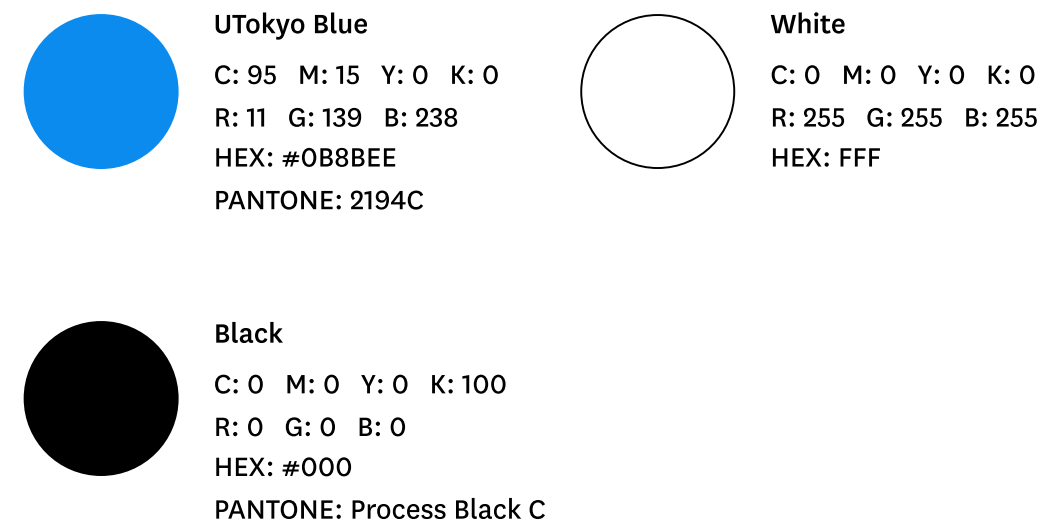 UTokyo Blue
C: 95 M: 15 Y: 0 K: 0
R: 11 G: 139 B: 238
HEX: #0B8BEE
PANTONE: 2194C
White
C: 0 M: 0 Y: 0 K: 0
R: 255 G: 255 B: 255
HEX: FFF
Black
C: 0 M: 0 Y: 0 K: 100
R: 0 G: 0 B: 0
HEX: #000
PANTONE: Process Black C